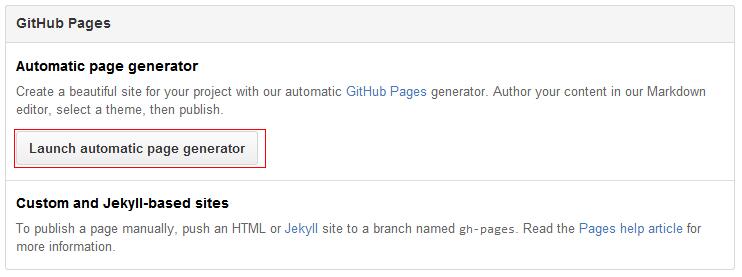 GitHub Pages
Automatic page generator
Create a beautiful site for your project with our automatic GitHub Pages generator. Author your content in our Markdown
editor, select a theme, then publish.
Launch automatic page generator
Custom and Jekyll-based sites
To publish a page manually, push an HTML or Jekyll site to a branch named gh-pages. Read the Pages help article for
more information.